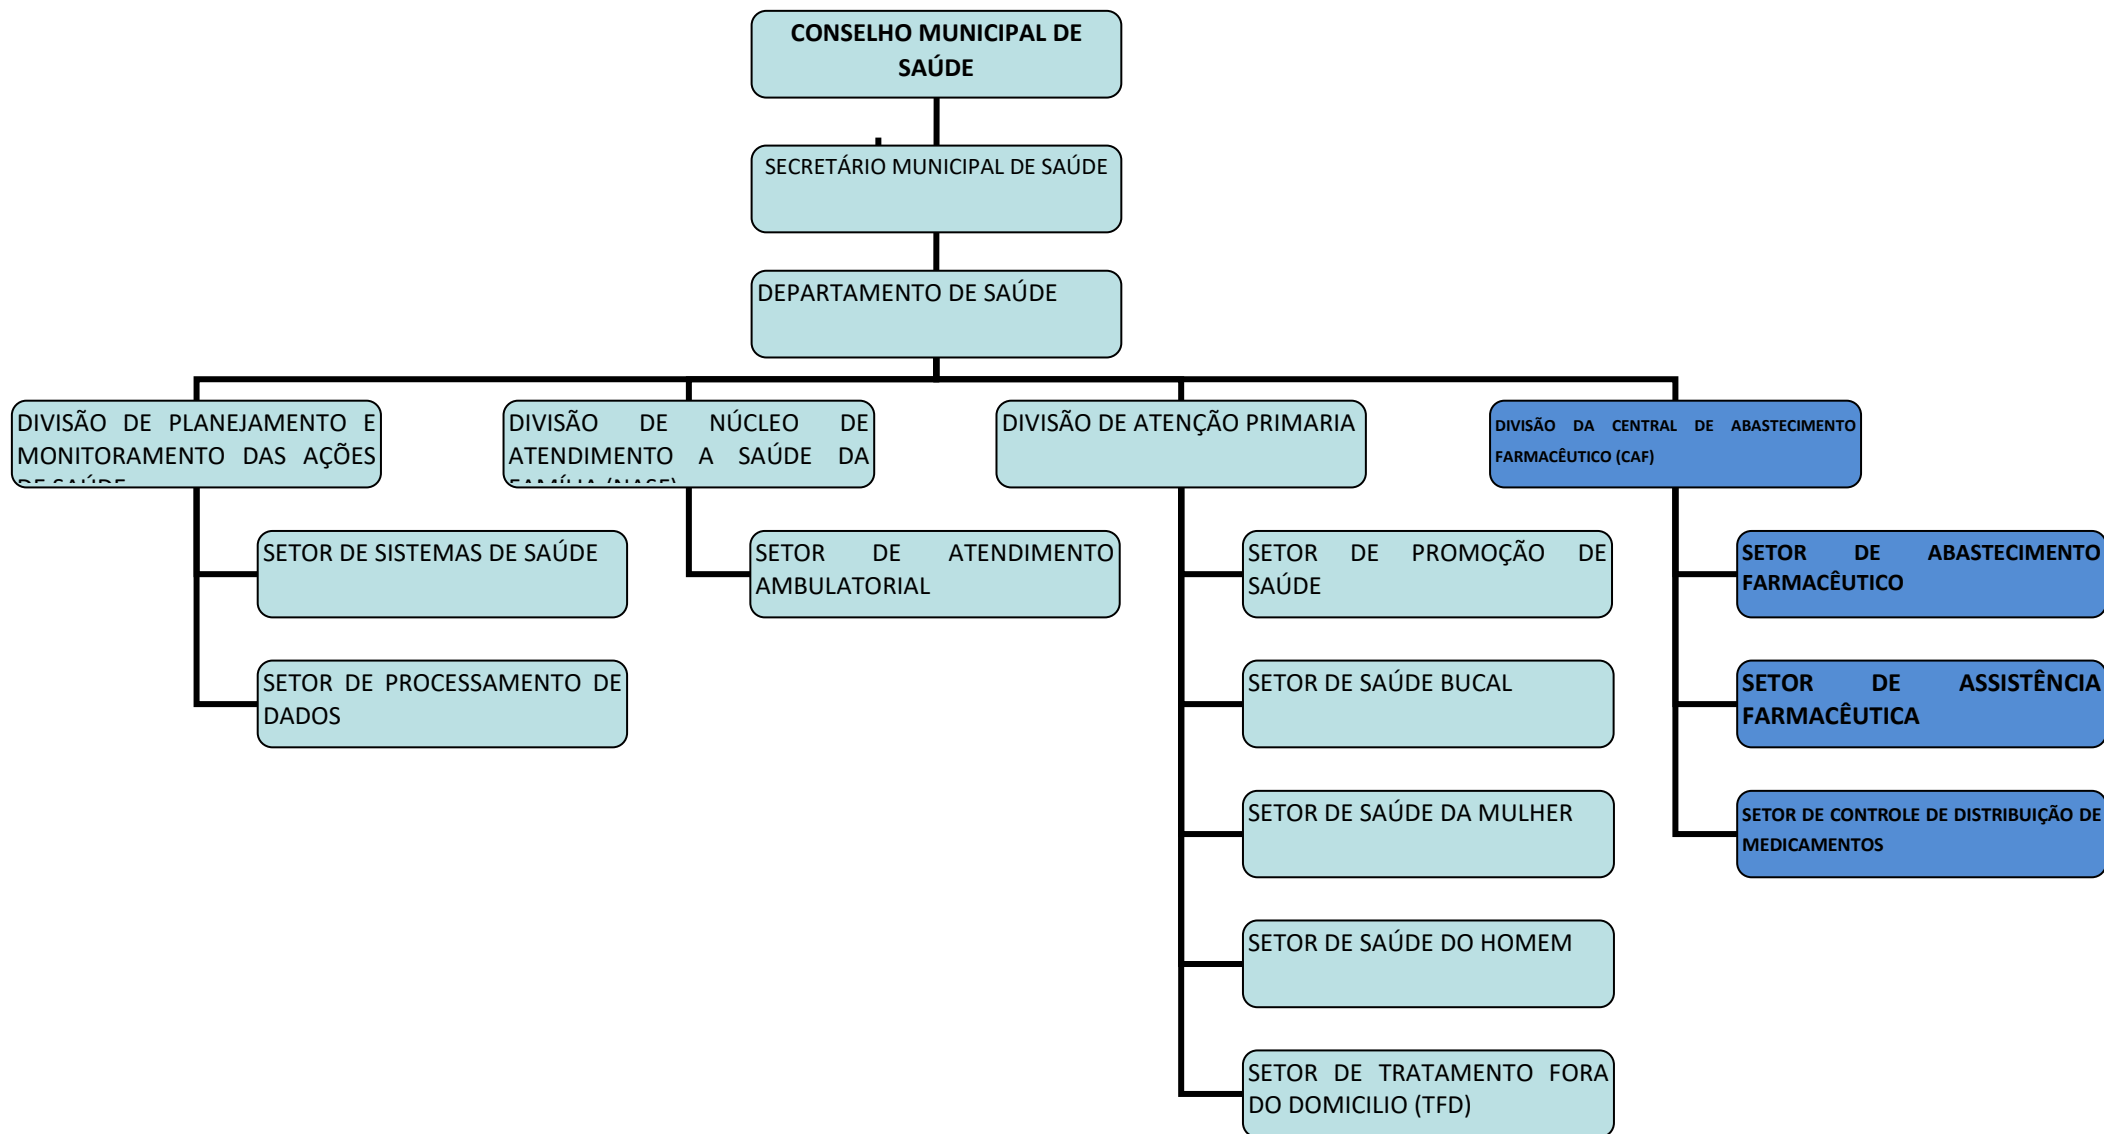 CONSELHO MUNICIPAL DE
SAÚDE
SECRETÁRIO MUNICIPAL DE SAÚDE
DEPARTAMENTO DE SAÚDE
DIVISÃO DE PLANEJAMENTO E
MONITORAMENTO DAS AÇÕES
DE SAÚDE
DIVISÃO DE NÚCLEO DE
ATENDIMENTO A SAÚDE DA
FAMÍLIA (NASF)
DIVISÃO DE ATENÇÃO PRIMARIA
DIVISÃO DA CENTRAL DE ABASTECIMENTO
FARMACÊUTICO (CAF)
SETOR DE SISTEMAS DE SAÚDE
SETOR DE PROCESSAMENTO DE
DADOS
SETOR DE ATENDIMENTO
AMBULATORIAL
SETOR DE PROMOÇÃO DE
SAÚDE
SETOR DE SAÚDE BUCAL
SETOR DE SAÚDE DA MULHER
SETOR DE SAÚDE DO HOMEM
SETOR DE TRATAMENTO FORA
DO DOMICILIO (TFD)
SETOR DE ABASTECIMENTO
FARMACÊUTICO
SETOR DE ASSISTÊNCIA
FARMACÊUTICA
SETOR DE CONTROLE DE DISTRIBUIÇÃO DE
MEDICAMENTOS